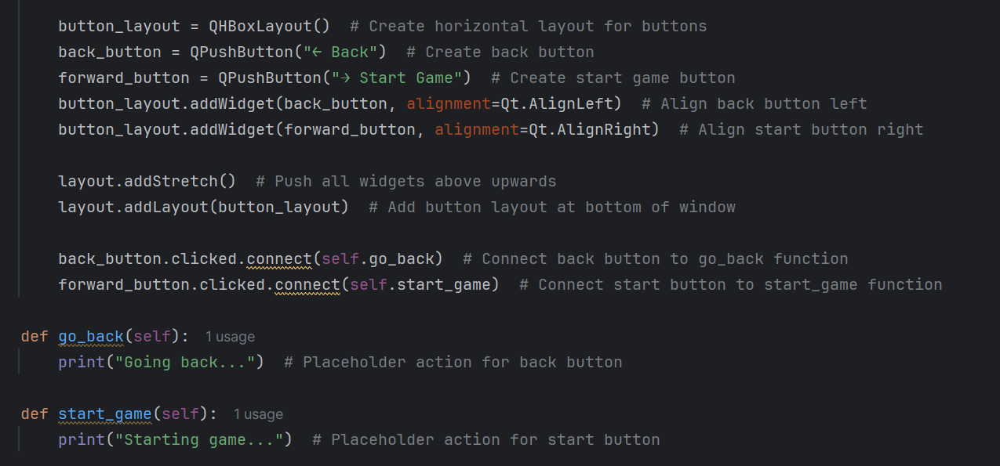 button_layout = QHBoxLayout()  # Create horizontal layout for buttons
back_button = QPushButton("← Back")  # Create back button
forward_button = QPushButton("→ Start Game")  # Create start game button
button_layout.addWidget(back_button, alignment=Qt.AlignLeft)  # Align back button left
button_layout.addWidget(forward_button, alignment=Qt.AlignRight)  # Align start button right
layout.addStretch()  # Push all widgets above upwards
layout.addLayout(button_layout)  # Add button layout at bottom of window
back_button.clicked.connect(self.go_back)  # Connect back button to go_back function
forward_button.clicked.connect(self.start_game)  # Connect start button to start_game function
def go_back(self):  1 usage
print("Going back...")  # Placeholder action for back button
def start_game(self):  1 usage
print("Starting game...")  # Placeholder action for start button